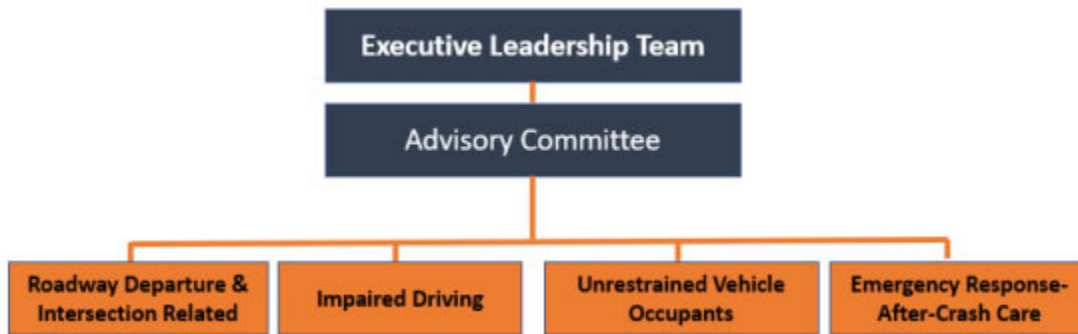 Executive Leadership Team
Advisory Committee
Roadway Departure &
Intersection Related
Impaired Driving
Unrestrained Vehicle
Occupants
Emergency Response-
After-Crash Care